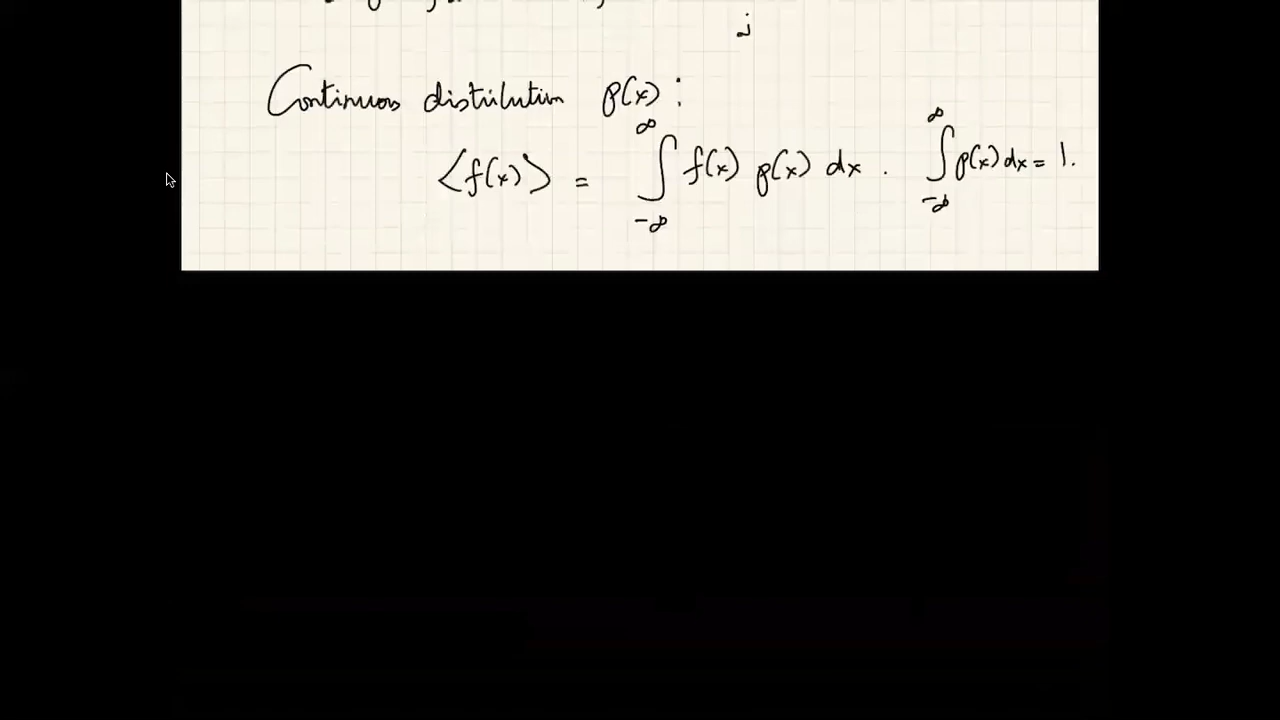 j
Continuous distribution ρ(x) :
⟨f(x)⟩ = ∫_{-∞}^{∞} f(x) ρ(x) dx . ∫_{-∞}^{∞} ρ(x) dx = 1.